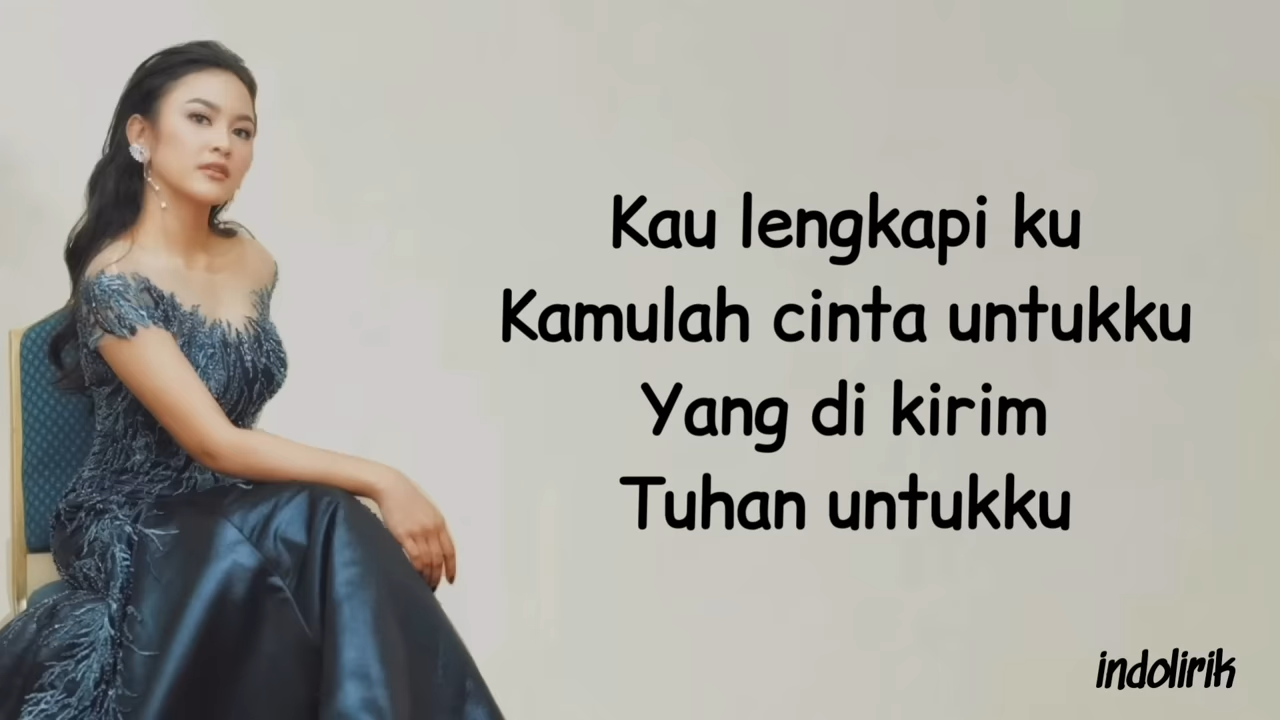 Kau lengkapi ku
Kamulah cinta untukku
Yang di kirim
Tuhan untukku
indolirik